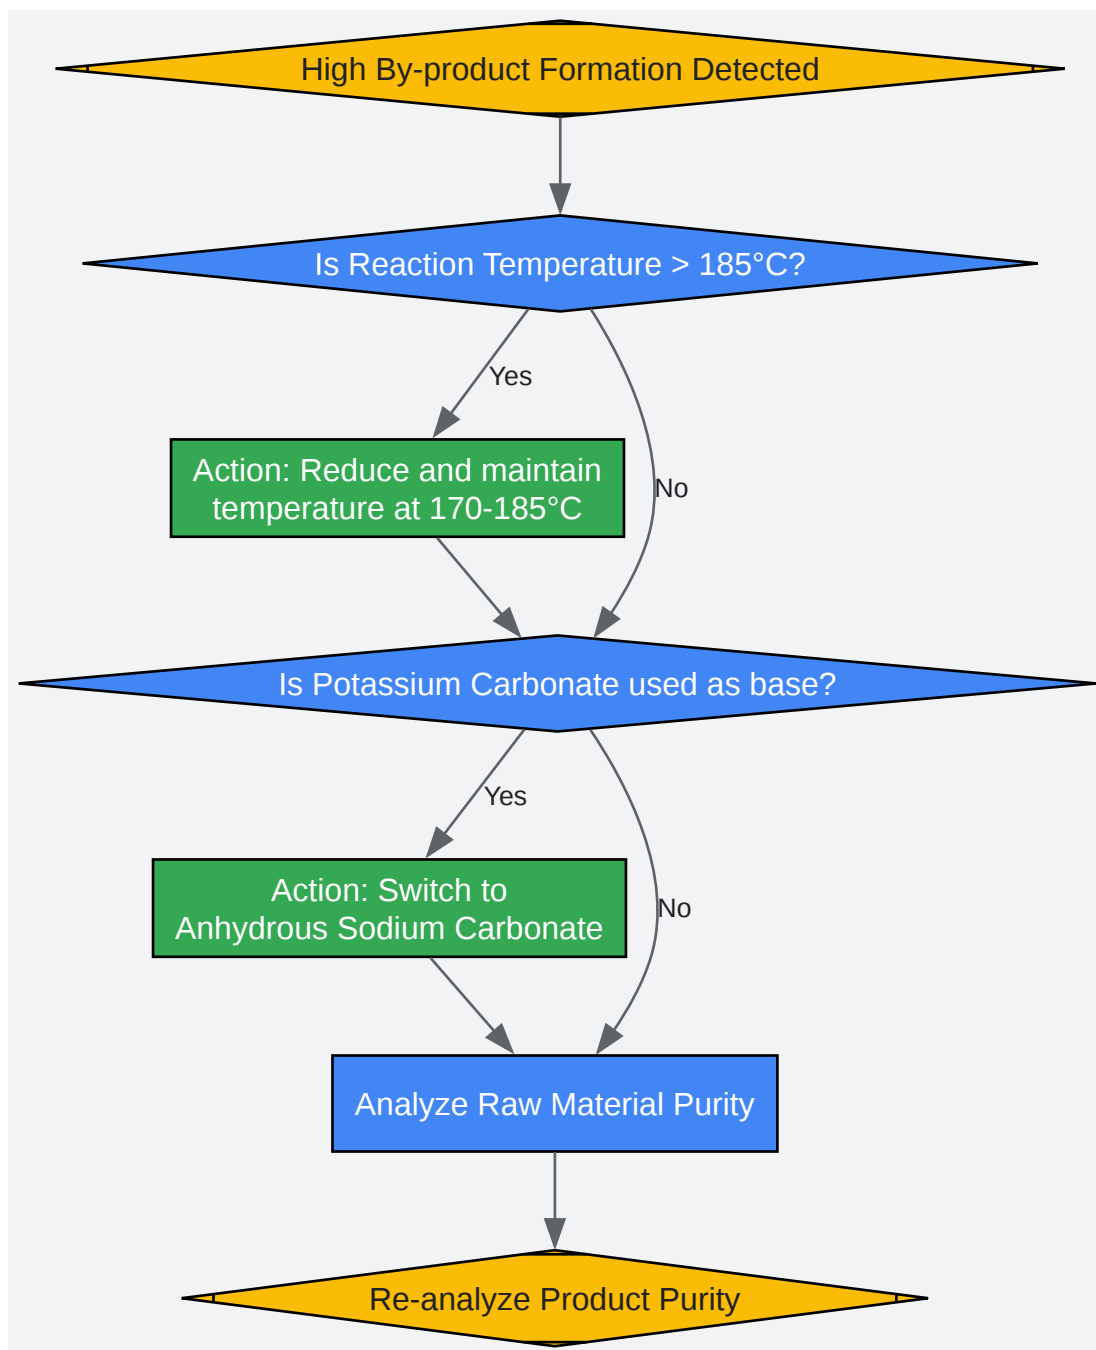 High By-product Formation Detected
Is Reaction Temperature > 185°C?
Yes
Action: Reduce and maintain
temperature at 170-185°C
No
Is Potassium Carbonate used as base?
Yes
Action: Switch to
Anhydrous Sodium Carbonate
No
Analyze Raw Material Purity
Re-analyze Product Purity